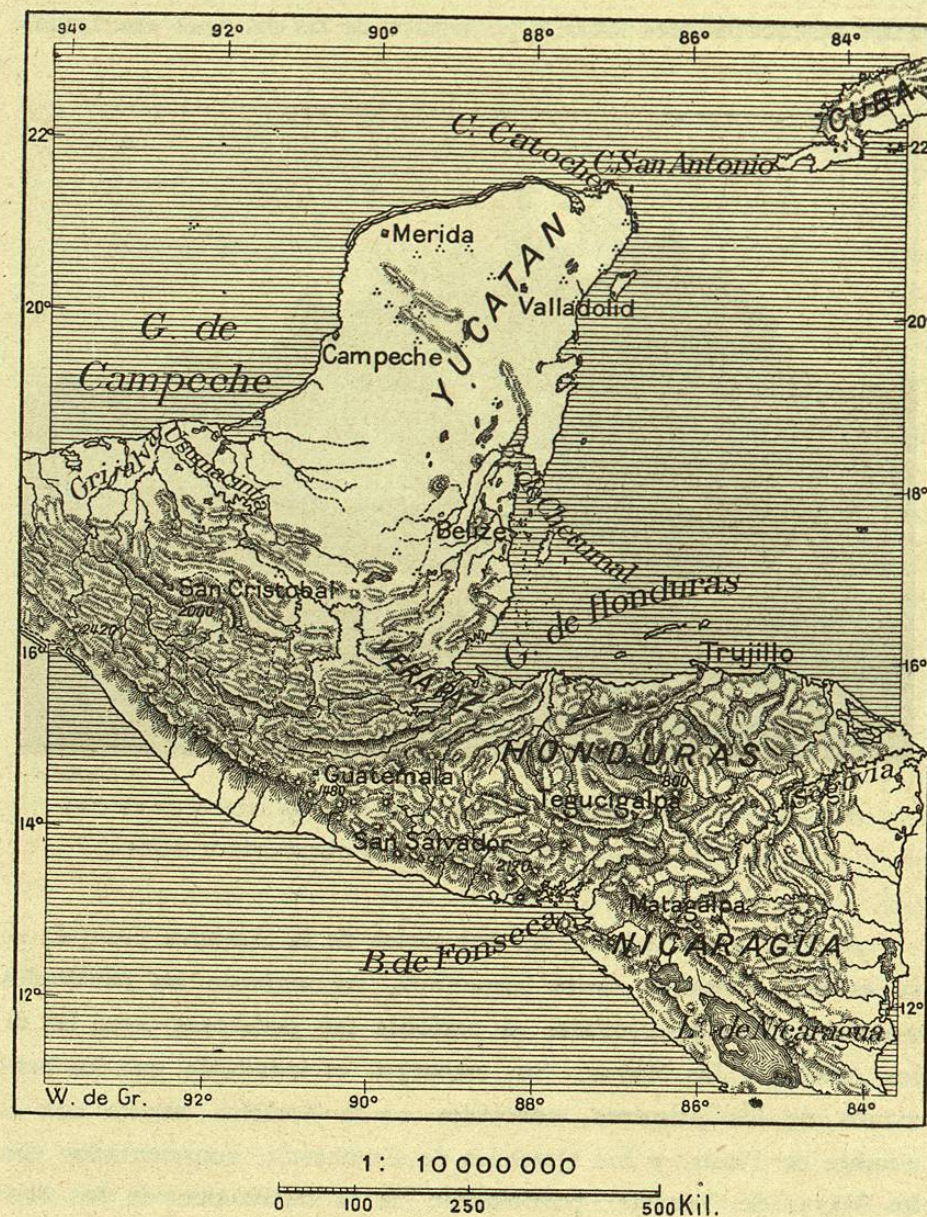 94° 92° 90° 88° 86° 84°
CUBA
22° 22
C. Catoche
C. San Antonio
Merida
YUCATAN
Valladolid
20° 20°
G. de
Campeche
Campeche
Grijalva
Usumacinta
18° 18°
de Chetumal
Belize
San Cristobal
2000
2420
G. de Honduras
16° 16°
Trujillo
HONDURAS
800
Guatemala
1480
Tegucigalpa
Segovia
14° 14°
San Salvador
2170
Matagalpa
B. de Fonseca
NICARAGUA
12° 12°
de Nicaragua
W. de Gr. 92° 90° 88° 86° 84°
1: 10 000 000
0 100 250 500 Kil.